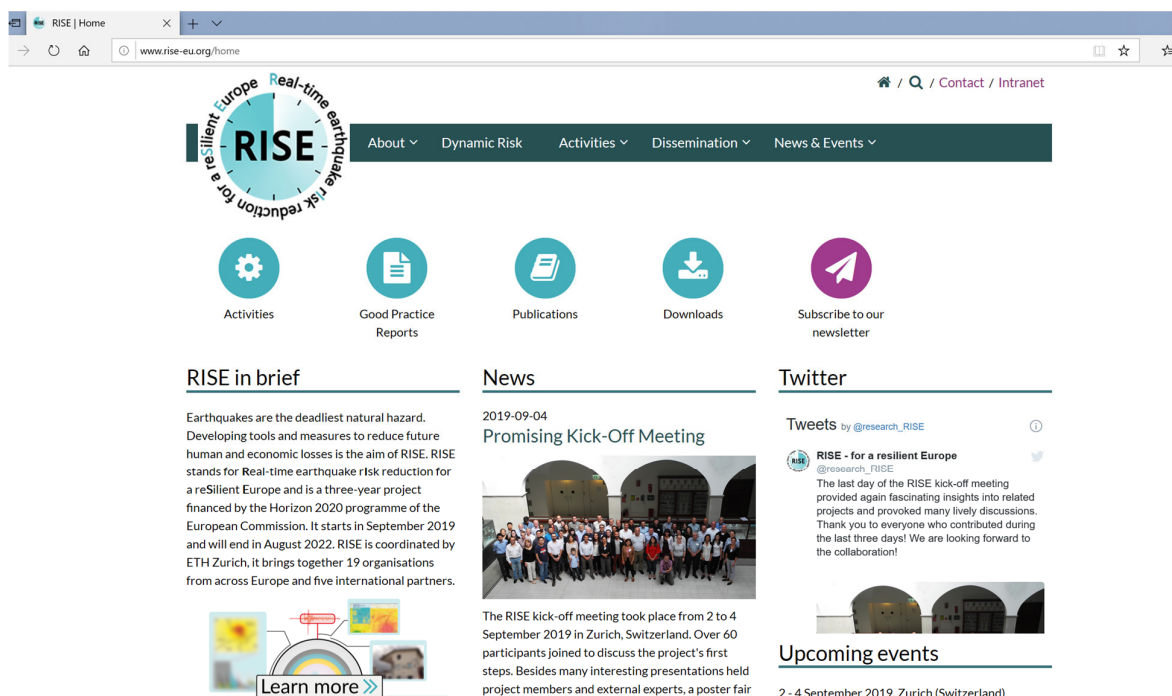 RISE | Home
www.rise-eu.org/home
Real-time earthquake rIsk reduction for a reSilient Europe
RISE
/ / Contact / Intranet
About Dynamic Risk Activities Dissemination News & Events
Activities
Good Practice
Reports
Publications
Downloads
Subscribe to our
newsletter
RISE in brief
Earthquakes are the deadliest natural hazard.
Developing tools and measures to reduce future
human and economic losses is the aim of RISE. RISE
stands for Real-time earthquake rIsk reduction for
a reSilient Europe and is a three-year project
financed by the Horizon 2020 programme of the
European Commission. It starts in September 2019
and will end in August 2022. RISE is coordinated by
ETH Zurich, it brings together 19 organisations
from across Europe and five international partners.
Learn more
News
2019-09-04
Promising Kick-Off Meeting
The RISE kick-off meeting took place from 2 to 4
September 2019 in Zurich, Switzerland. Over 60
participants joined to discuss the project's first
steps. Besides many interesting presentations held
project members and external experts, a poster fair
Twitter
Tweets by @research_RISE
RISE
RISE - for a resilient Europe
@research_RISE
The last day of the RISE kick-off meeting
provided again fascinating insights into related
projects and provoked many lively discussions.
Thank you to everyone who contributed during
the last three days! We are looking forward to
the collaboration!
Upcoming events
2 - 4 September 2019, Zurich (Switzerland)